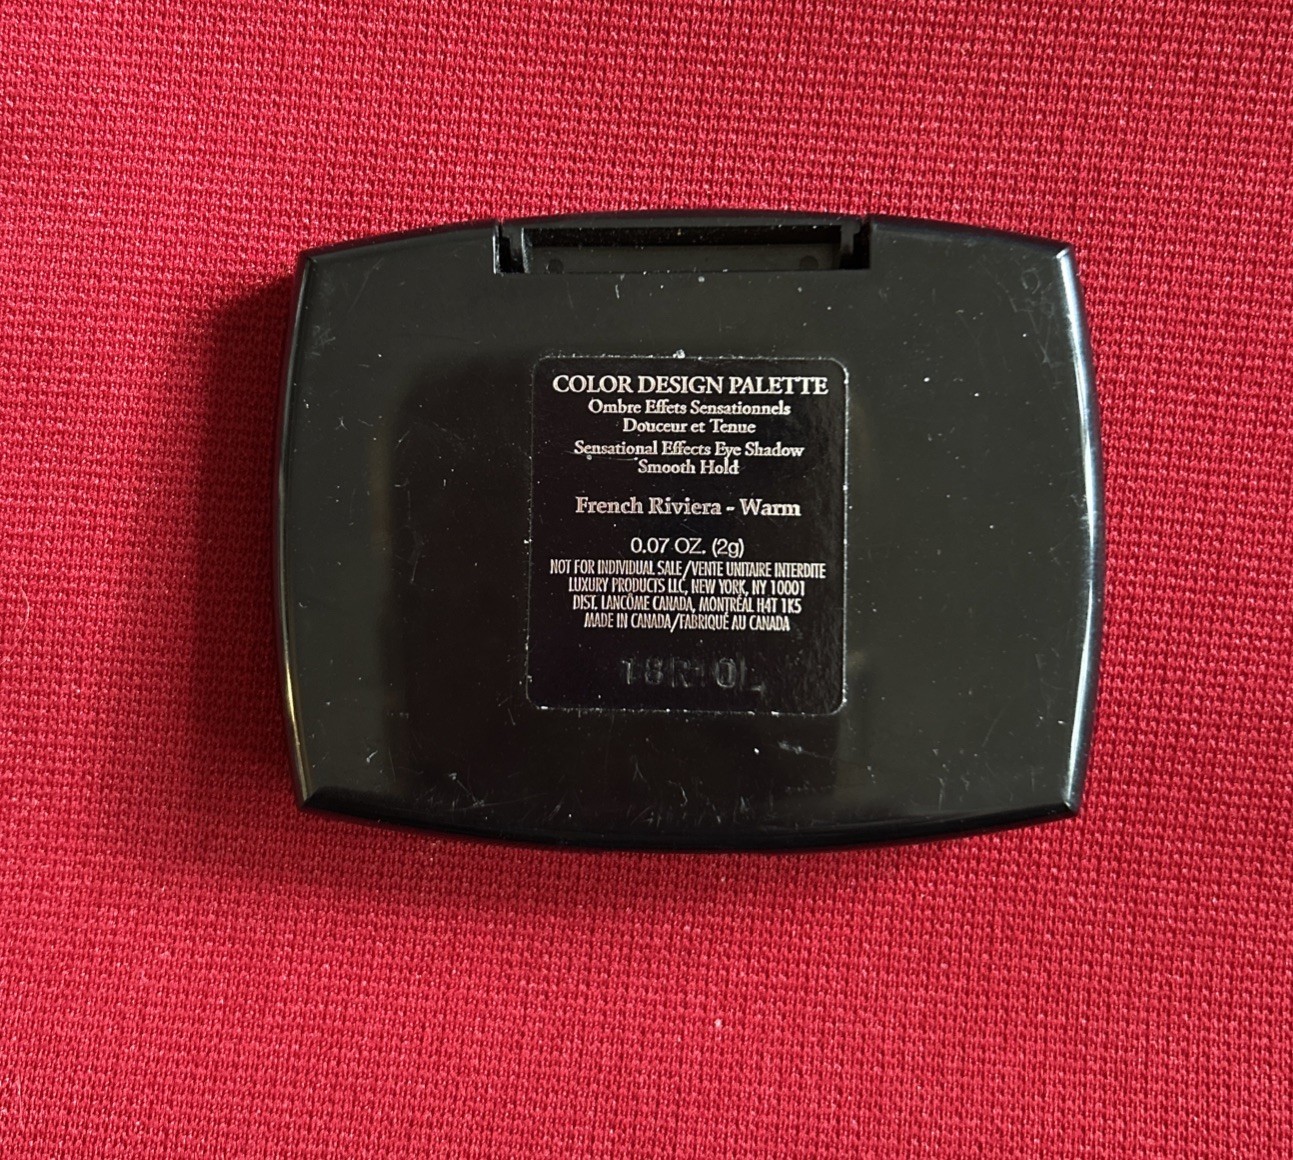 COLOR DESIGN PALETTE
Ombre Effets Sensationnels
Douceur et Tenue
Sensational Effects Eye Shadow
Smooth Hold
French Riviera - Warm
0.07 OZ. (2g)
NOT FOR INDIVIDUAL SALE/VENTE UNITAIRE INTERDITE
LUXURY PRODUCTS LLC, NEW YORK, NY 10001
DIST. LANCÔME CANADA, MONTRÉAL H4T 1K5
MADE IN CANADA/FABRIQUÉ AU CANADA